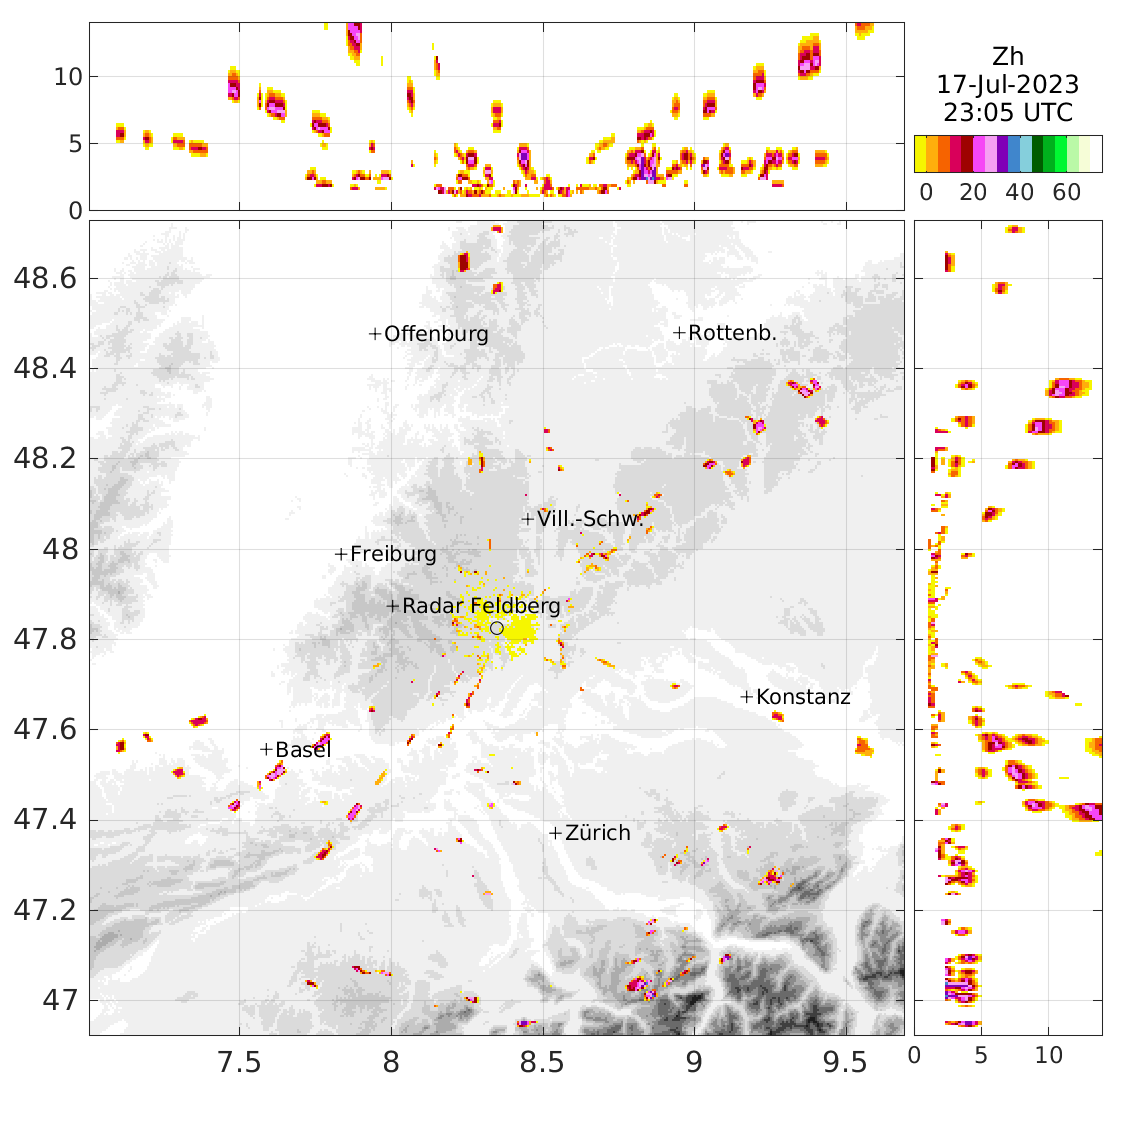 10
5
0
Zh
17-Jul-2023
23:05 UTC
0 20 40 60
48.6
48.4
48.2
48
47.8
47.6
47.4
47.2
47
+Offenburg
+Rottenb.
+Vill.-Schw.
+Freiburg
+Radar Feldberg
+Konstanz
+Basel
+Zürich
7.5 8 8.5 9 9.5
0 5 10